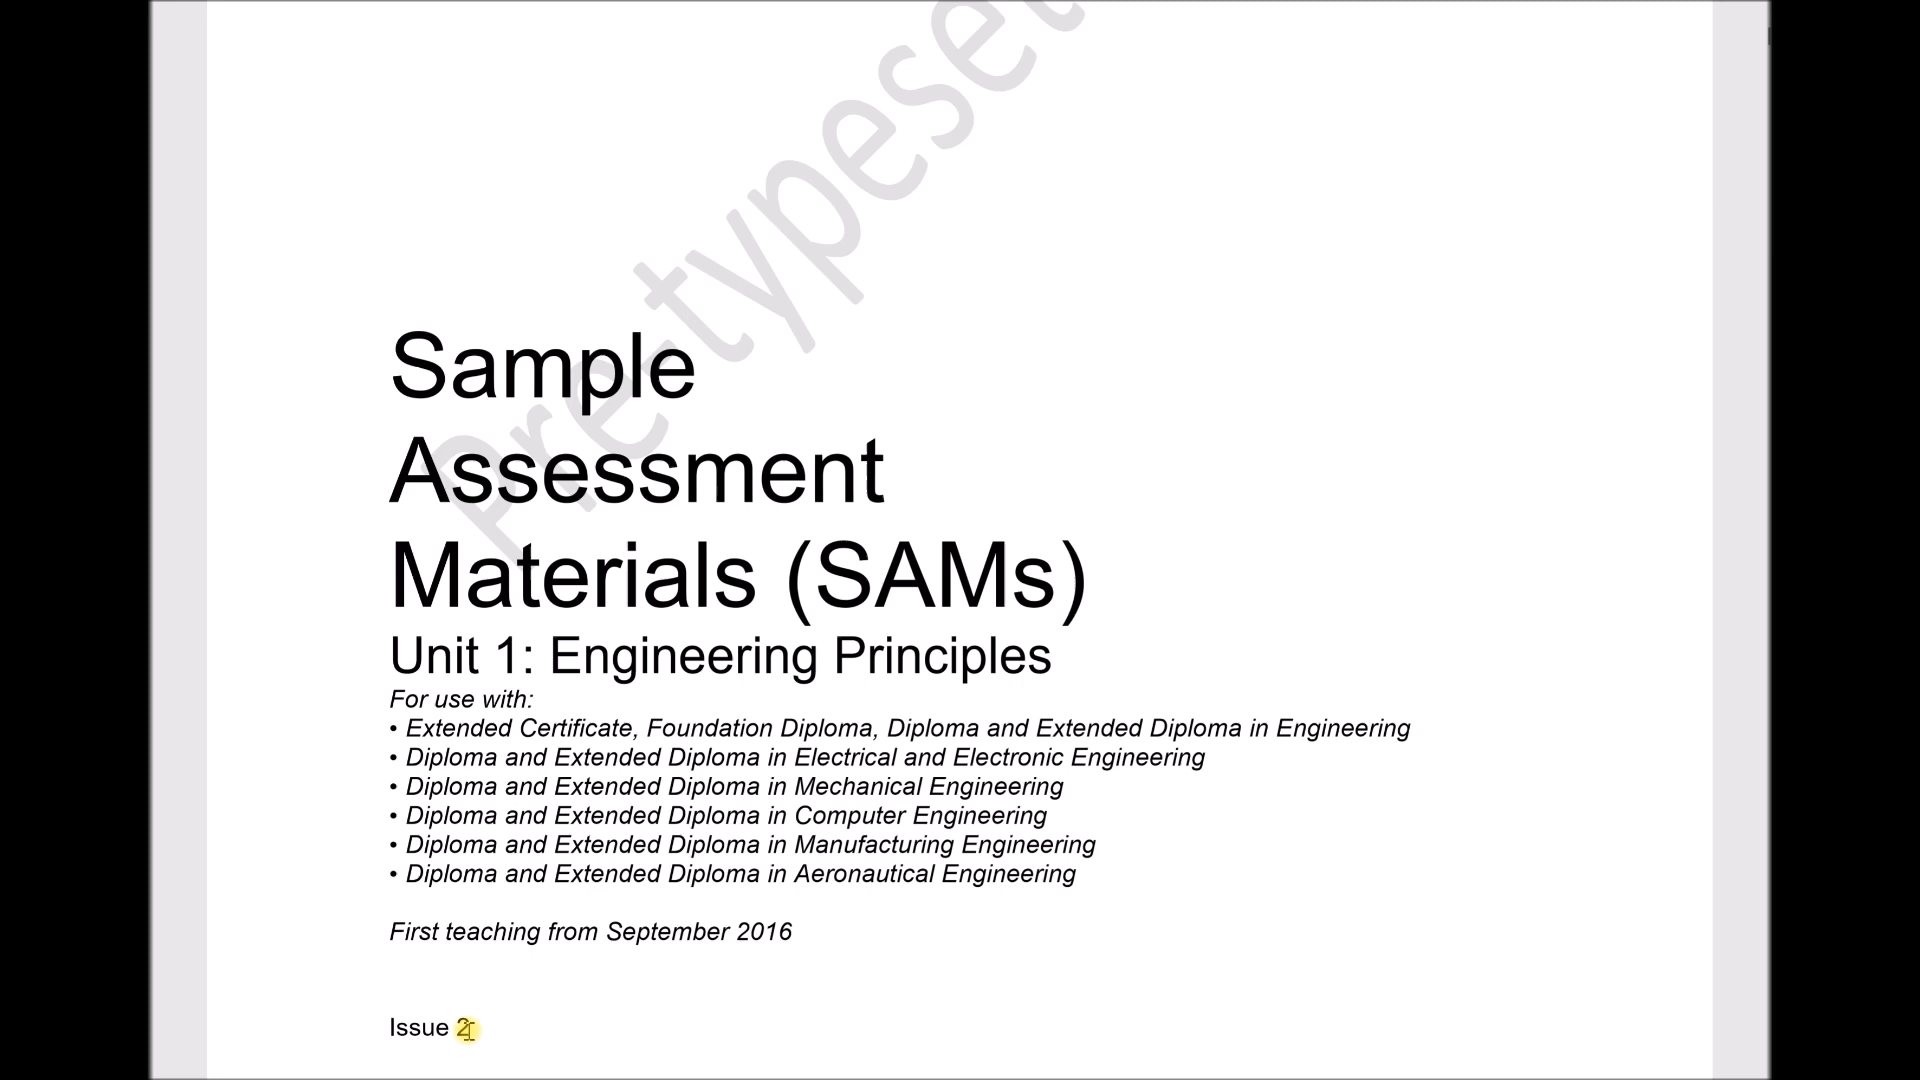 Pre-typeset
Sample
Assessment
Materials (SAMs)
Unit 1: Engineering Principles
For use with:
• Extended Certificate, Foundation Diploma, Diploma and Extended Diploma in Engineering
• Diploma and Extended Diploma in Electrical and Electronic Engineering
• Diploma and Extended Diploma in Mechanical Engineering
• Diploma and Extended Diploma in Computer Engineering
• Diploma and Extended Diploma in Manufacturing Engineering
• Diploma and Extended Diploma in Aeronautical Engineering
First teaching from September 2016
Issue 2